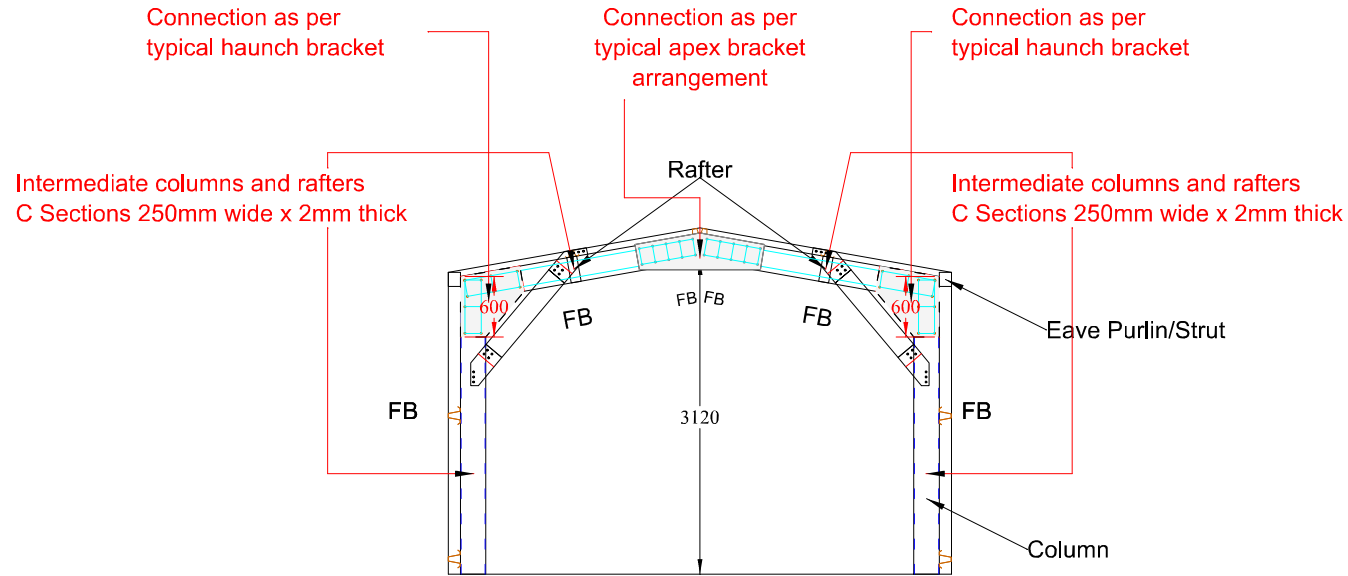 Connection as per
typical haunch bracket
Connection as per
typical apex bracket
arrangement
Connection as per
typical haunch bracket
Intermediate columns and rafters
C Sections 250mm wide x 2mm thick
Rafter
Intermediate columns and rafters
C Sections 250mm wide x 2mm thick
600
FB
FB FB
FB
600
Eave Purlin/Strut
FB
3120
FB
Column